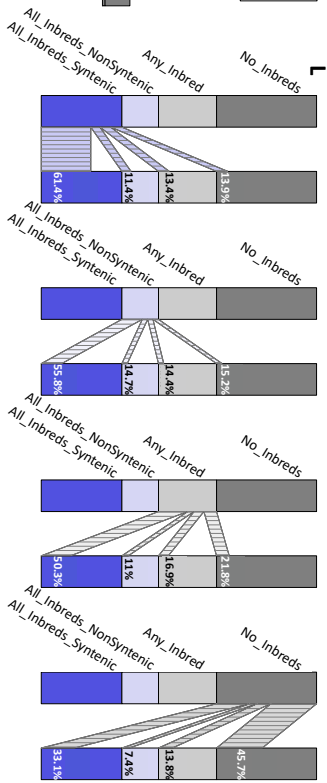 L
No_Inbreds
Any_Inbred
All_Inbreds_NonSyntenic
All_Inbreds_Syntenic
61.4%
11.4%
13.4%
13.9%
No_Inbreds
Any_Inbred
All_Inbreds_NonSyntenic
All_Inbreds_Syntenic
55.8%
14.7%
14.4%
15.2%
No_Inbreds
Any_Inbred
All_Inbreds_NonSyntenic
All_Inbreds_Syntenic
50.3%
11%
16.9%
21.8%
No_Inbreds
Any_Inbred
All_Inbreds_NonSyntenic
All_Inbreds_Syntenic
33.1%
7.4%
13.8%
45.7%